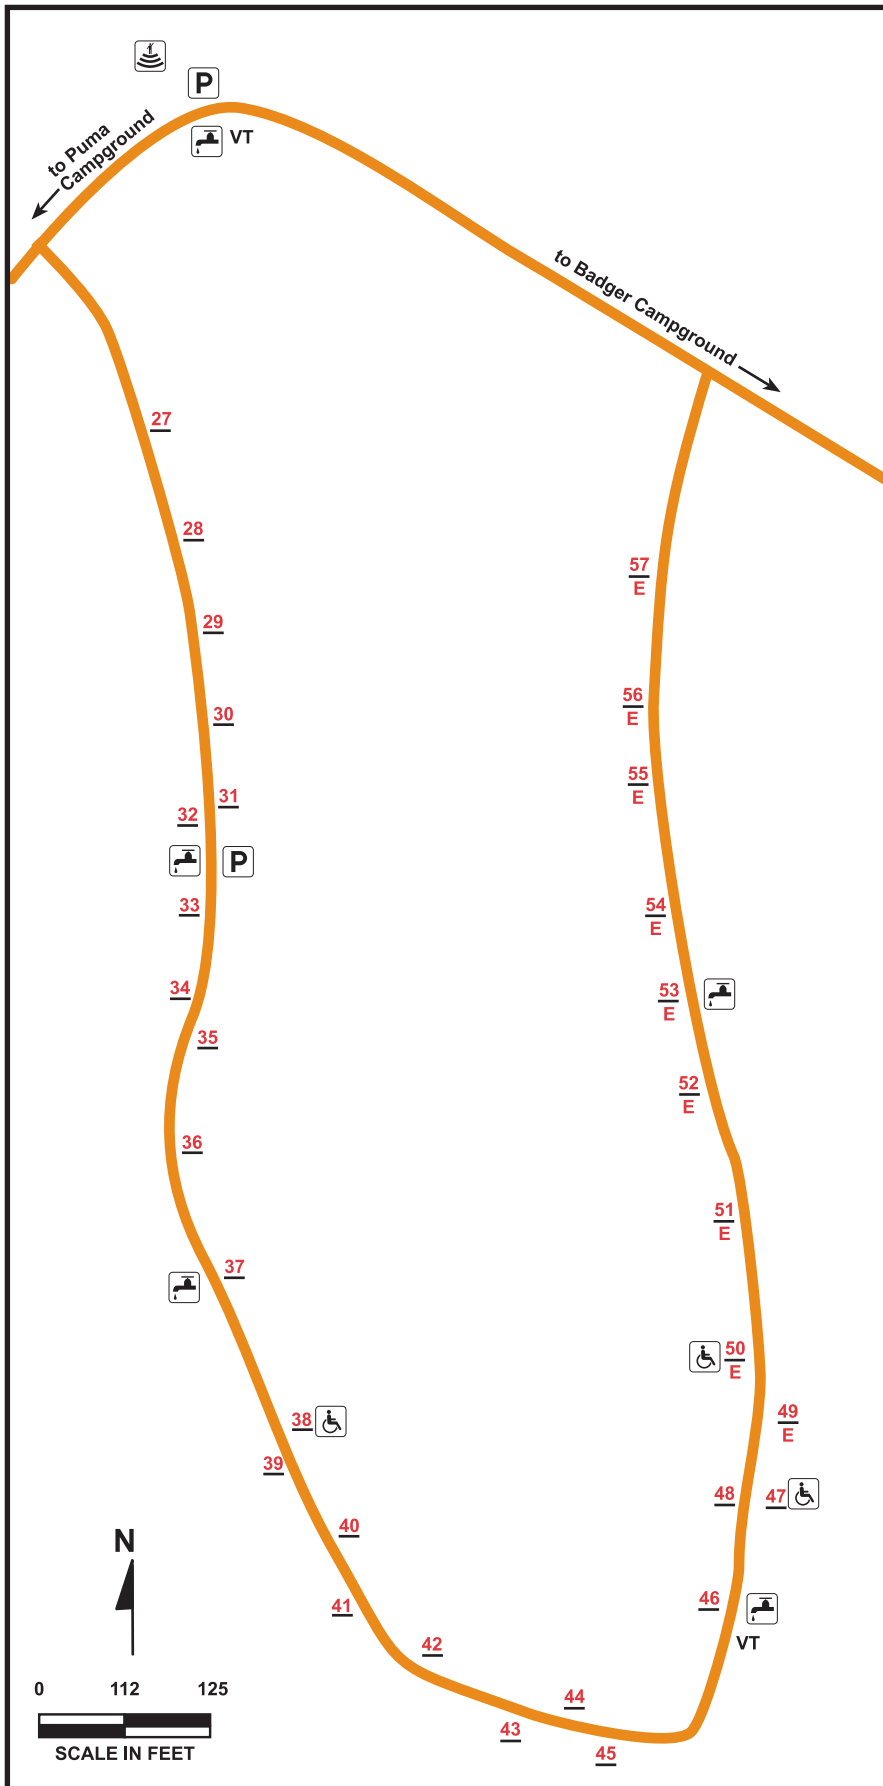 P
VT
to Puma
Campground
to Badger Campground
27
28
57
E
29
56
E
30
55
E
31
32
P
33
54
E
34
53
E
35
52
E
36
51
E
37
50
E
38
49
E
39
48
47
40
41
46
VT
42
44
43
45
N
0 112 125
SCALE IN FEET